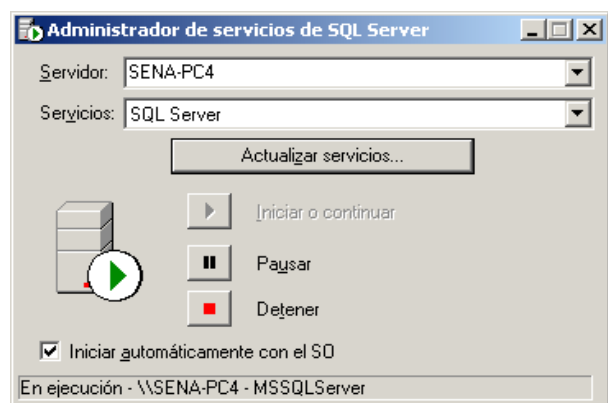 Administrador de servicios de SQL Server
Servidor: SENA-PC4
Servicios: SQL Server
Actualizar servicios...
Iniciar o continuar
Pausar
Detener
Iniciar automáticamente con el SO
En ejecución - \\SENA-PC4 - MSSQLServer